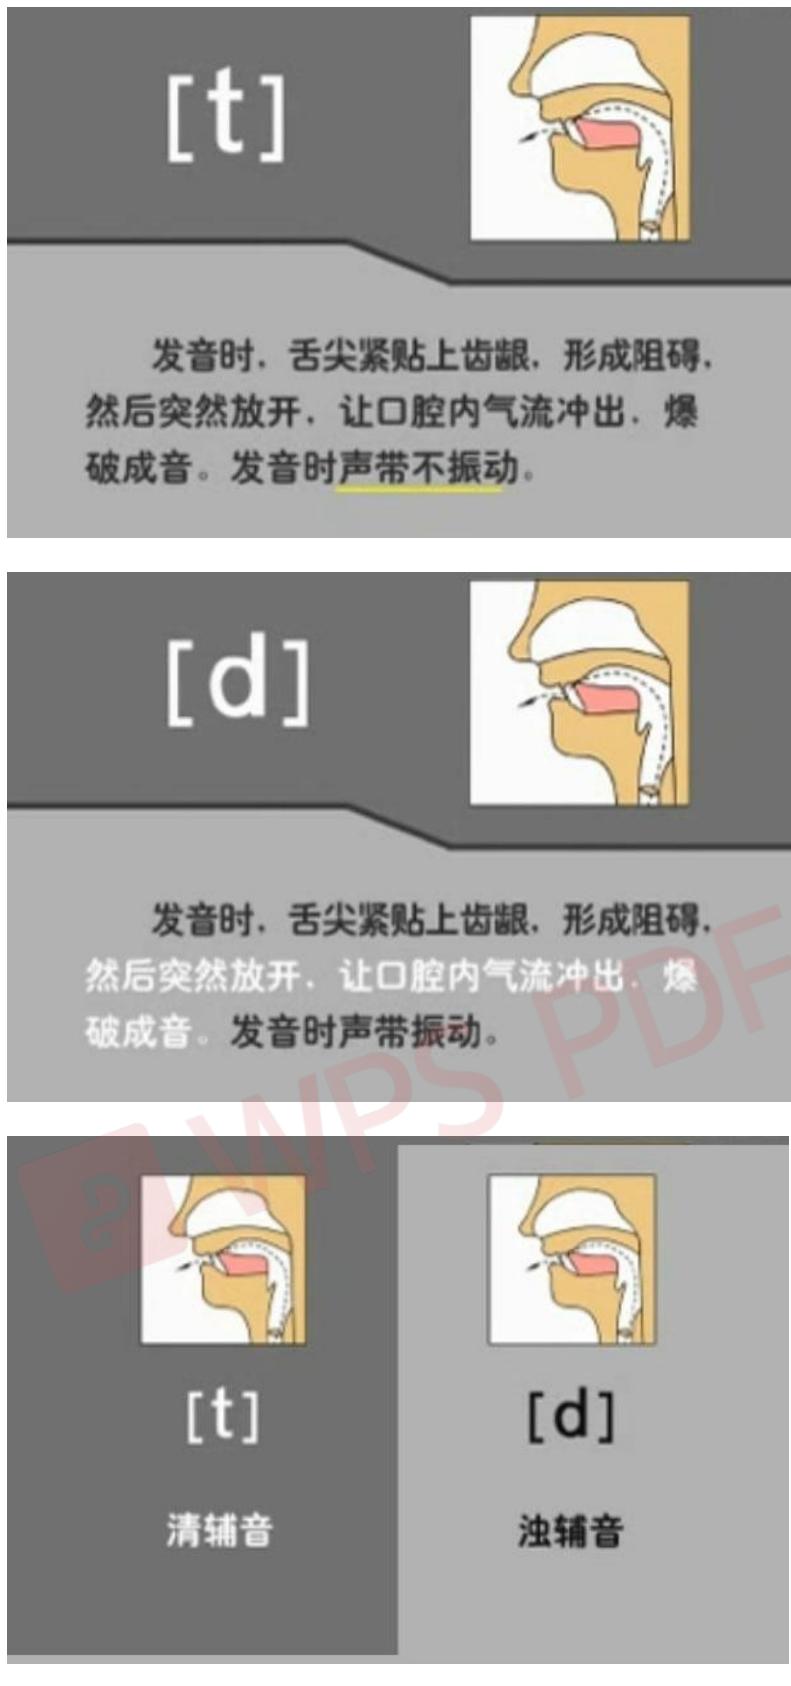 [t]
发音时，舌尖紧贴上齿龈，形成阻碍，
然后突然放开，让口腔内气流冲出，爆
破成音。发音时声带不振动。
[d]
发音时，舌尖紧贴上齿龈，形成阻碍，
然后突然放开，让口腔内气流冲出，爆
破成音。发音时声带振动。
WPS PDF
[t]
[d]
清辅音
浊辅音